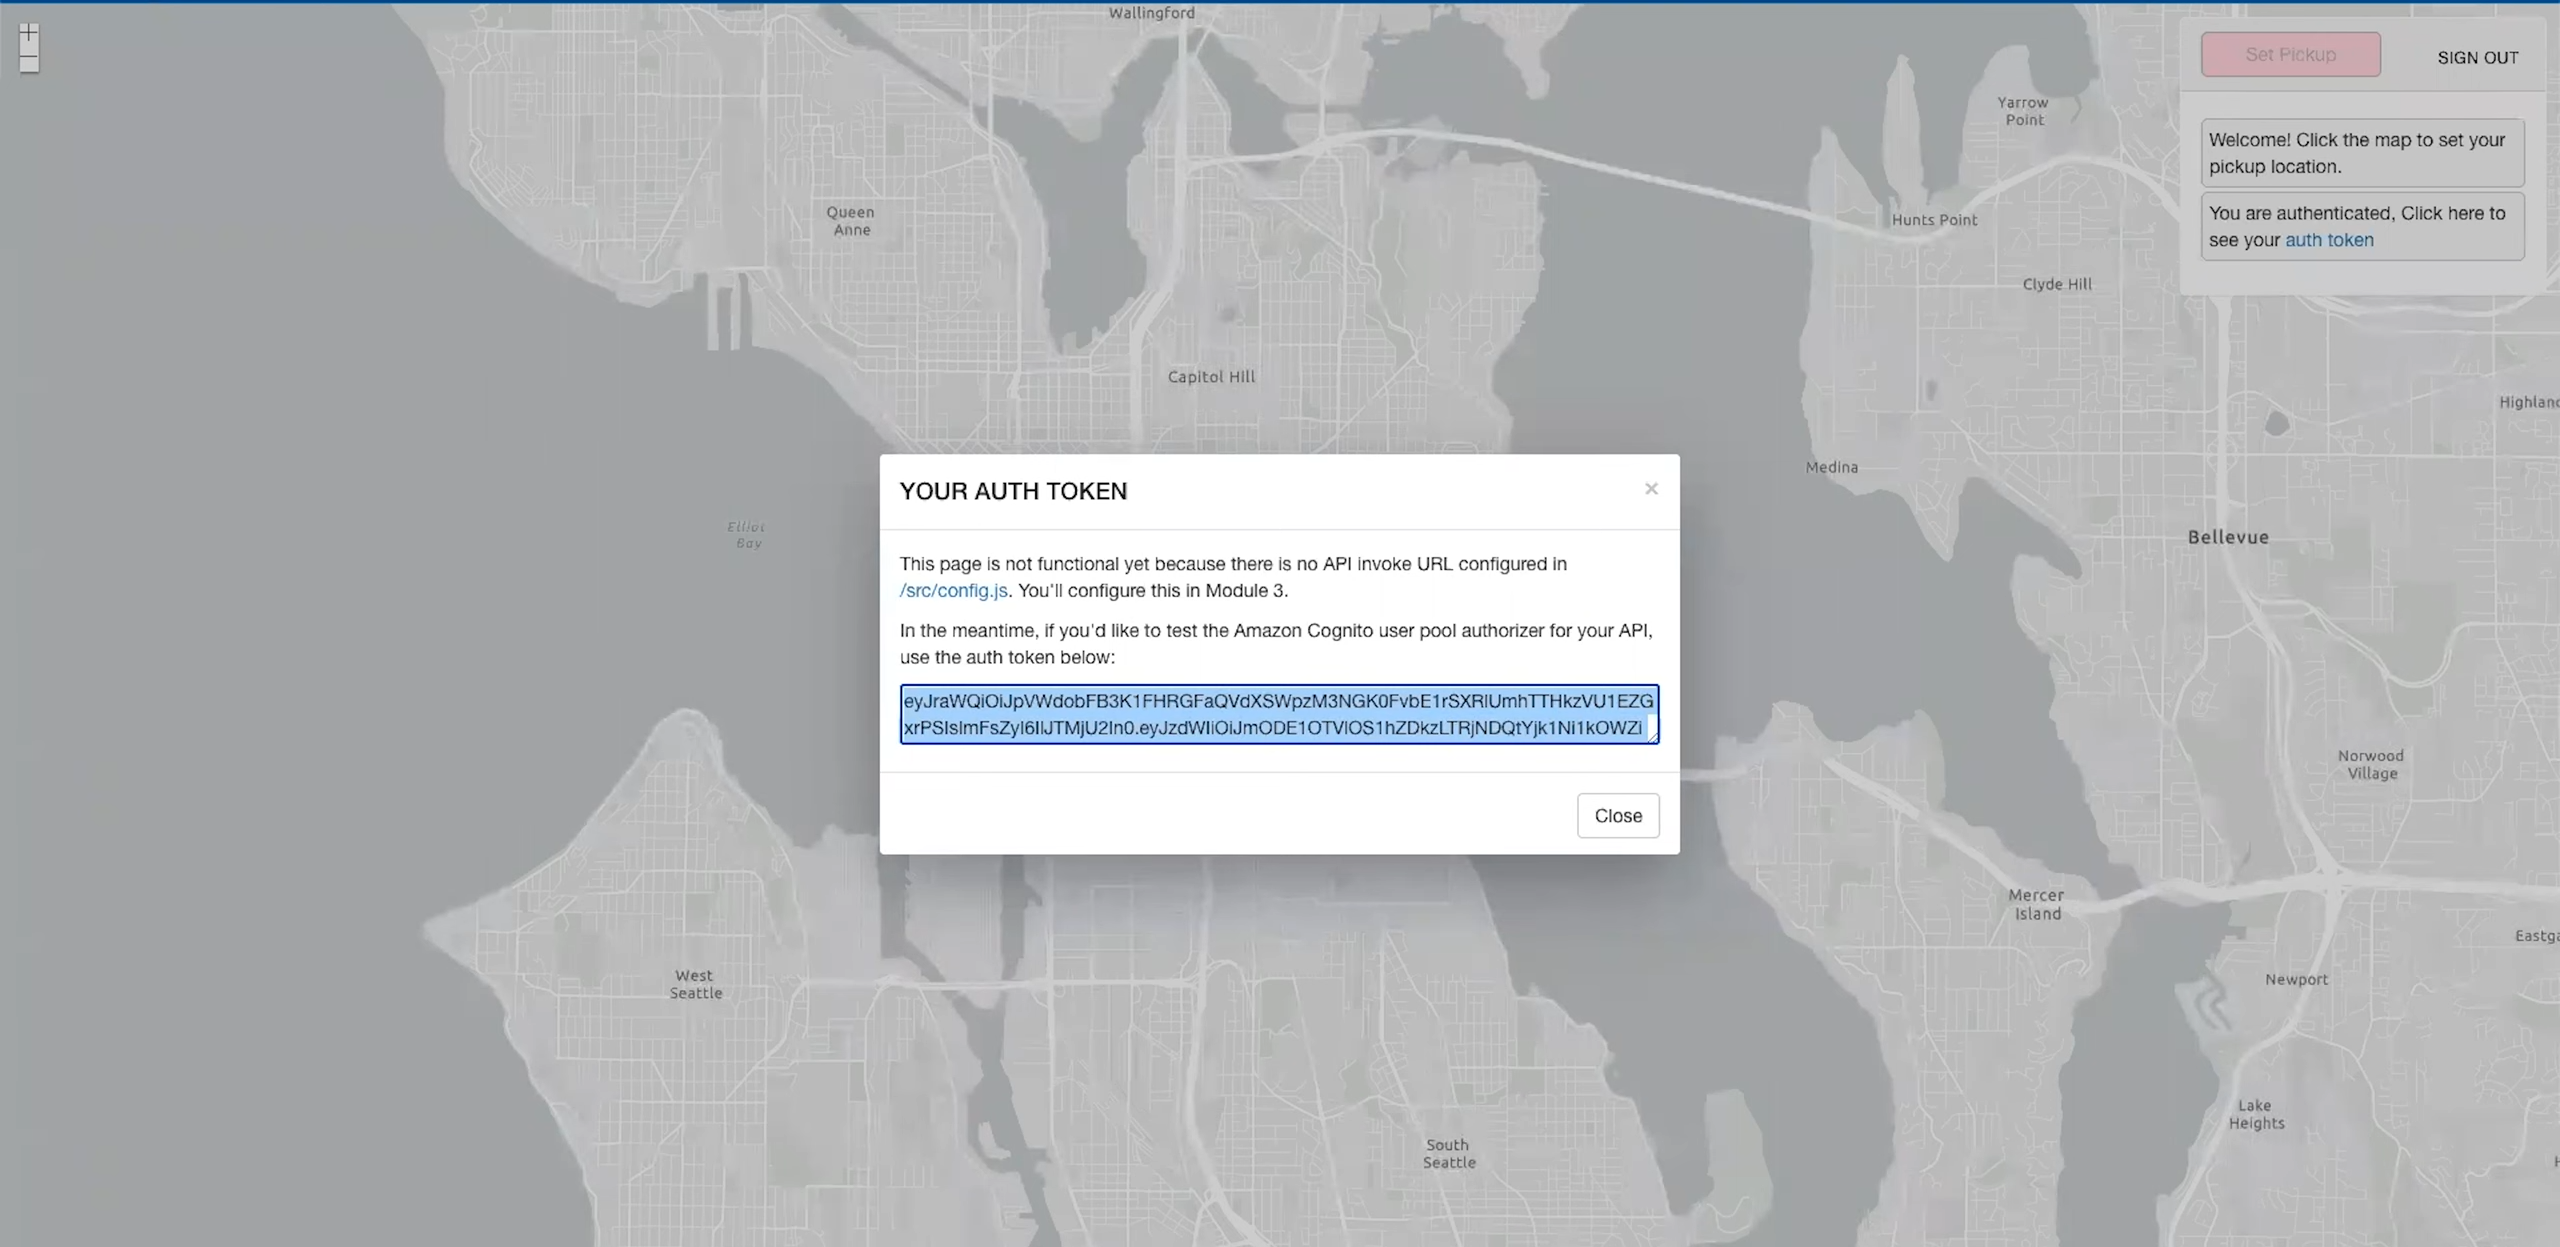 Wallingford
Set Pickup
SIGN OUT
Yarrow
Point
Welcome! Click the map to set your
pickup location.
You are authenticated, Click here to
see your auth token
Queen
Anne
Hunts Point
Clyde Hill
Capitol Hill
Highland
Medina
YOUR AUTH TOKEN
×
Elliot
Bay
Bellevue
This page is not functional yet because there is no API invoke URL configured in
/src/config.js. You'll configure this in Module 3.
In the meantime, if you'd like to test the Amazon Cognito user pool authorizer for your API,
use the auth token below:
eyJraWQiOiJpVWdobFB3K1FHRGFaQVdXSWpzM3NGK0FvbE1rSXRlUmhTTHkzVU1EZG
xrPSIsImFsZyI6IlJTMjU2In0.eyJzdWIiOiJmODE1OTVlOS1hZDkzLTRjNDQtYjk1Ni1kOWZi
Norwood
Village
Close
Mercer
Island
Eastga
West
Seattle
Newport
Lake
Heights
South
Seattle